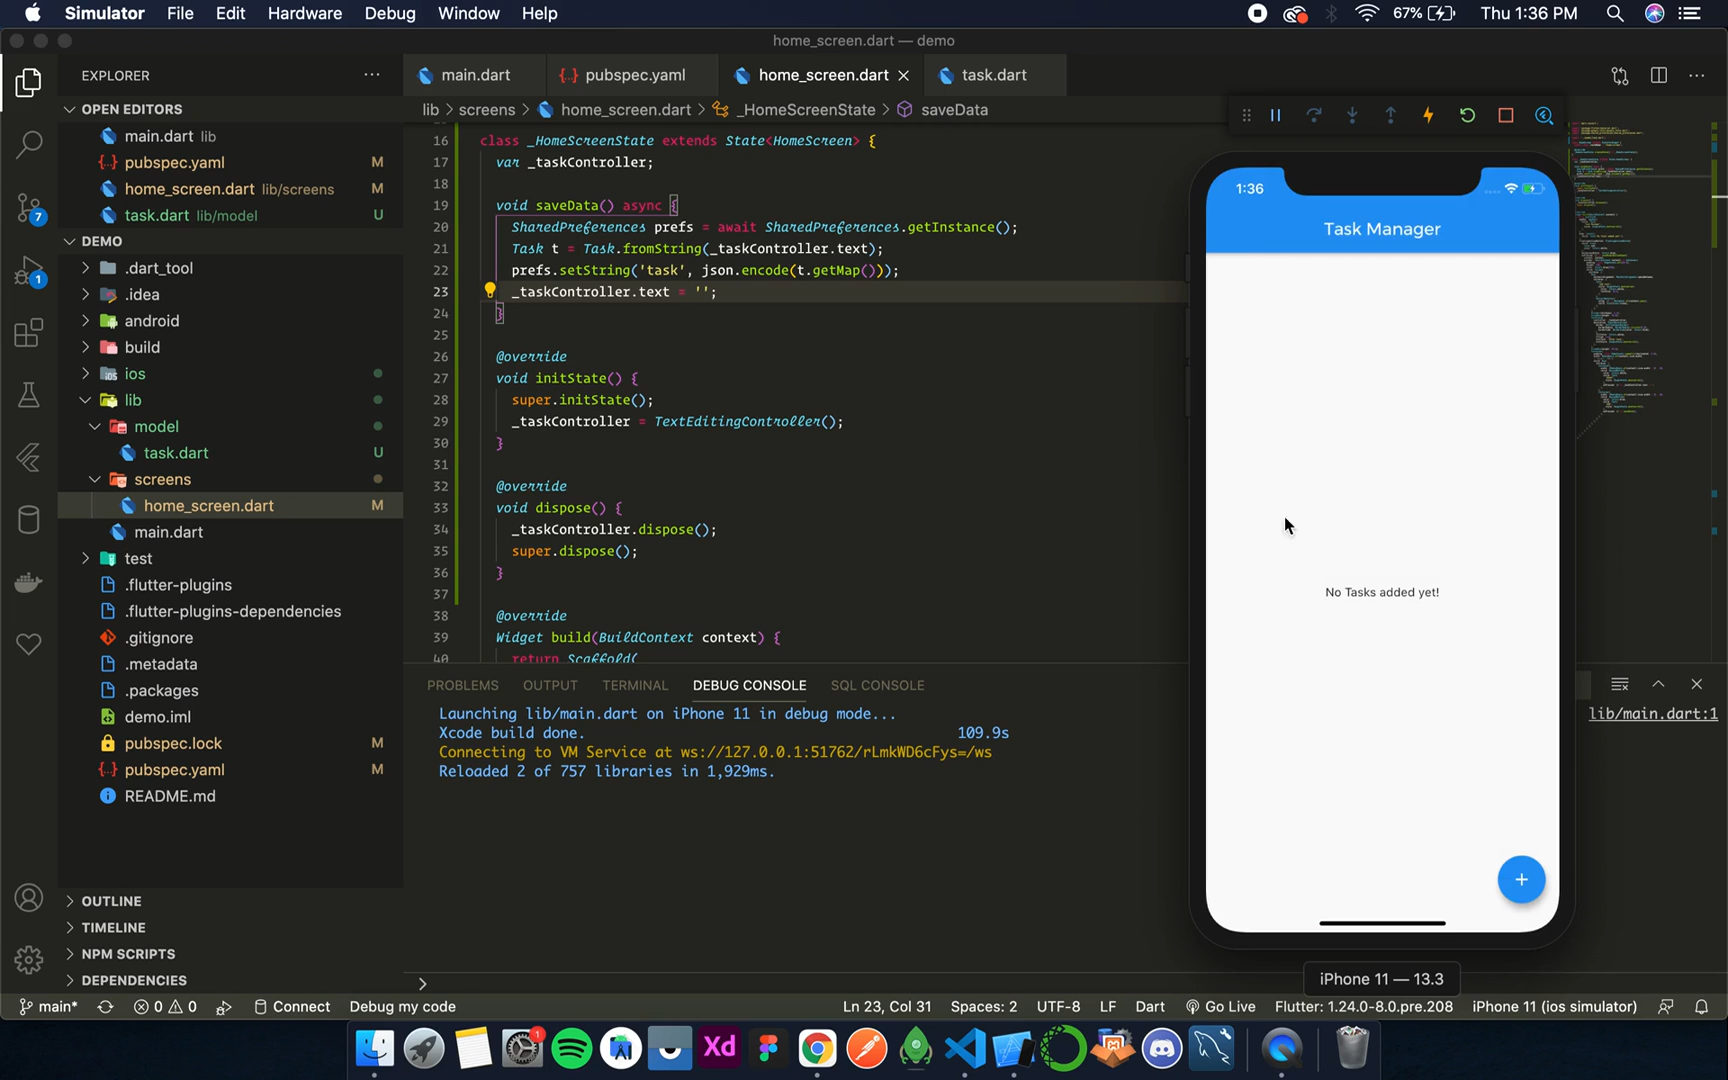 Simulator File Edit Hardware Debug Window Help 67% Thu 1:36 PM
home_screen.dart — demo
EXPLORER
main.dart
pubspec.yaml
home_screen.dart
task.dart
OPEN EDITORS
main.dart lib
pubspec.yaml M
home_screen.dart lib/screens M
task.dart lib/model U
DEMO
.dart_tool
.idea
android
build
ios
lib
model
task.dart U
screens
home_screen.dart M
main.dart
test
.flutter-plugins
.flutter-plugins-dependencies
.gitignore
.metadata
.packages
demo.iml
pubspec.lock M
pubspec.yaml M
README.md
OUTLINE
TIMELINE
NPM SCRIPTS
DEPENDENCIES
7
1
lib > screens > home_screen.dart > _HomeScreenState > saveData
16 class _HomeScreenState extends State<HomeScreen> {
17 var _taskController;
18
19 void saveData() async {
20 SharedPreferences prefs = await SharedPreferences.getInstance();
21 Task t = Task.fromString(_taskController.text);
22 prefs.setString('task', json.encode(t.getMap()));
23 _taskController.text = '';
24 }
25
26 @override
27 void initState() {
28 super.initState();
29 _taskController = TextEditingController();
30 }
31
32 @override
33 void dispose() {
34 _taskController.dispose();
35 super.dispose();
36 }
37
38 @override
39 Widget build(BuildContext context) {
40 return Scaffold(
PROBLEMS OUTPUT TERMINAL DEBUG CONSOLE SQL CONSOLE
Launching lib/main.dart on iPhone 11 in debug mode...
lib/main.dart:1
Xcode build done. 109.9s
Connecting to VM Service at ws://127.0.0.1:51762/rLmkWD6cFys=/ws
Reloaded 2 of 757 libraries in 1,929ms.
1:36
Task Manager
No Tasks added yet!
+
iPhone 11 — 13.3
main* 0 0 Connect Debug my code Ln 23, Col 31 Spaces: 2 UTF-8 LF Dart Go Live Flutter: 1.24.0-8.0.pre.208 iPhone 11 (ios simulator)
1
Xd